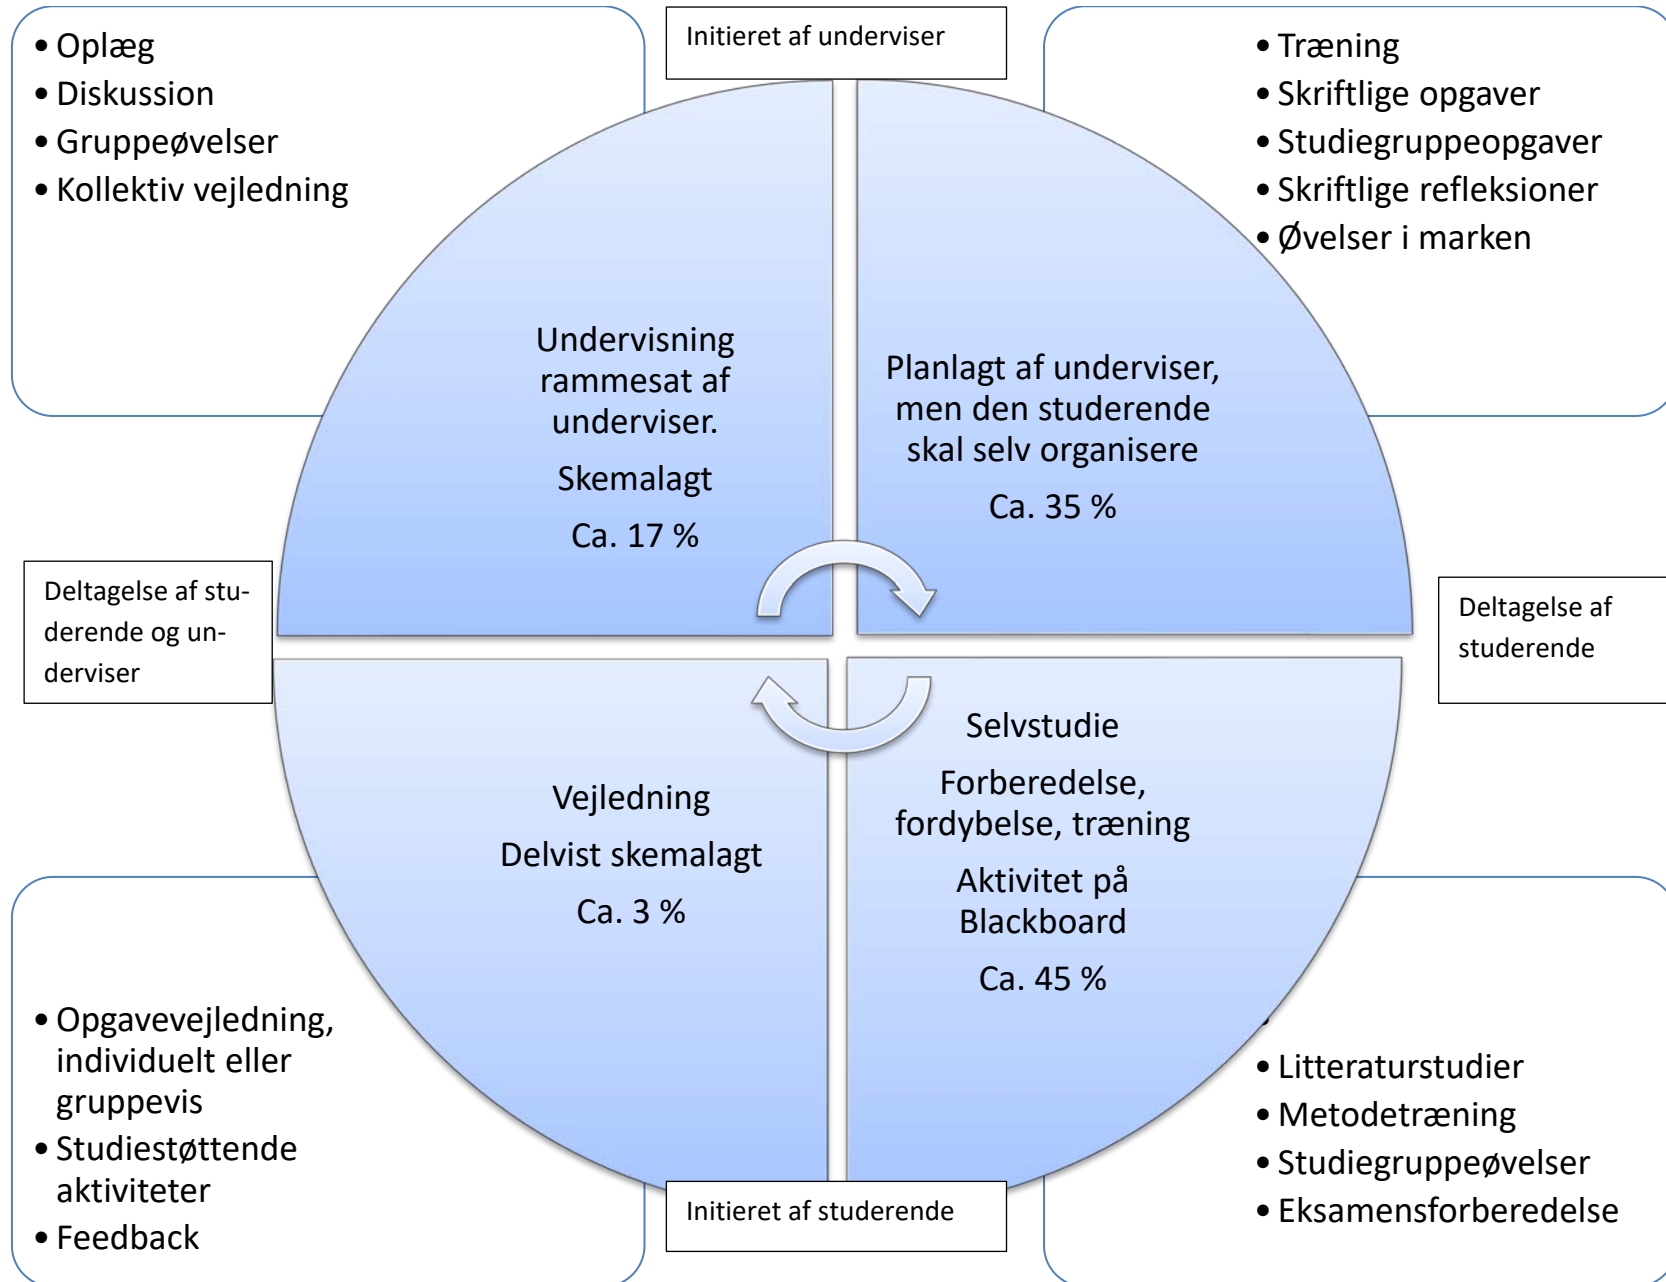 Initieret af underviser
• Oplæg
• Diskussion
• Gruppeøvelser
• Kollektiv vejledning
• Træning
• Skriftlige opgaver
• Studiegruppeopgaver
• Skriftlige refleksioner
• Øvelser i marken
Undervisning
rammesat af
underviser.
Skemalagt
Ca. 17 %
Planlagt af underviser,
men den studerende
skal selv organisere
Ca. 35 %
Deltagelse af stu-
derende og un-
derviser
Deltagelse af
studerende
Vejledning
Delvist skemalagt
Ca. 3 %
Selvstudie
Forberedelse,
fordybelse, træning
Aktivitet på
Blackboard
Ca. 45 %
• Opgavevejledning,
individuelt eller
gruppevis
• Studiestøttende
aktiviteter
• Feedback
• Litteraturstudier
• Metodetræning
• Studiegruppeøvelser
• Eksamensforberedelse
Initieret af studerende